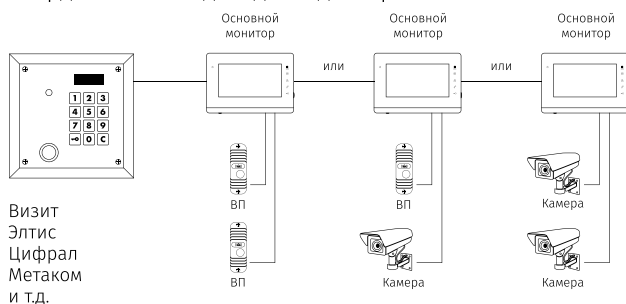 Основной
монитор
Основной
монитор
Основной
монитор
или
или
1 2 3
4 5 6
7 8 9
0 C
ВП
ВП
Камера
ВП
Камера
Камера
Визит
Элтис
Цифрал
Метаком
и т.д.